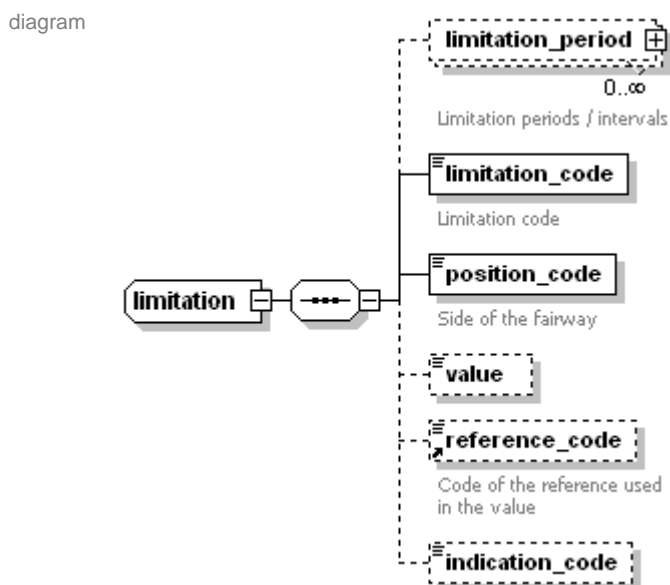 diagram
limitation_period
0..∞
Limitation periods / intervals
limitation_code
Limitation code
position_code
Side of the fairway
limitation
value
reference_code
Code of the reference used
in the value
indication_code